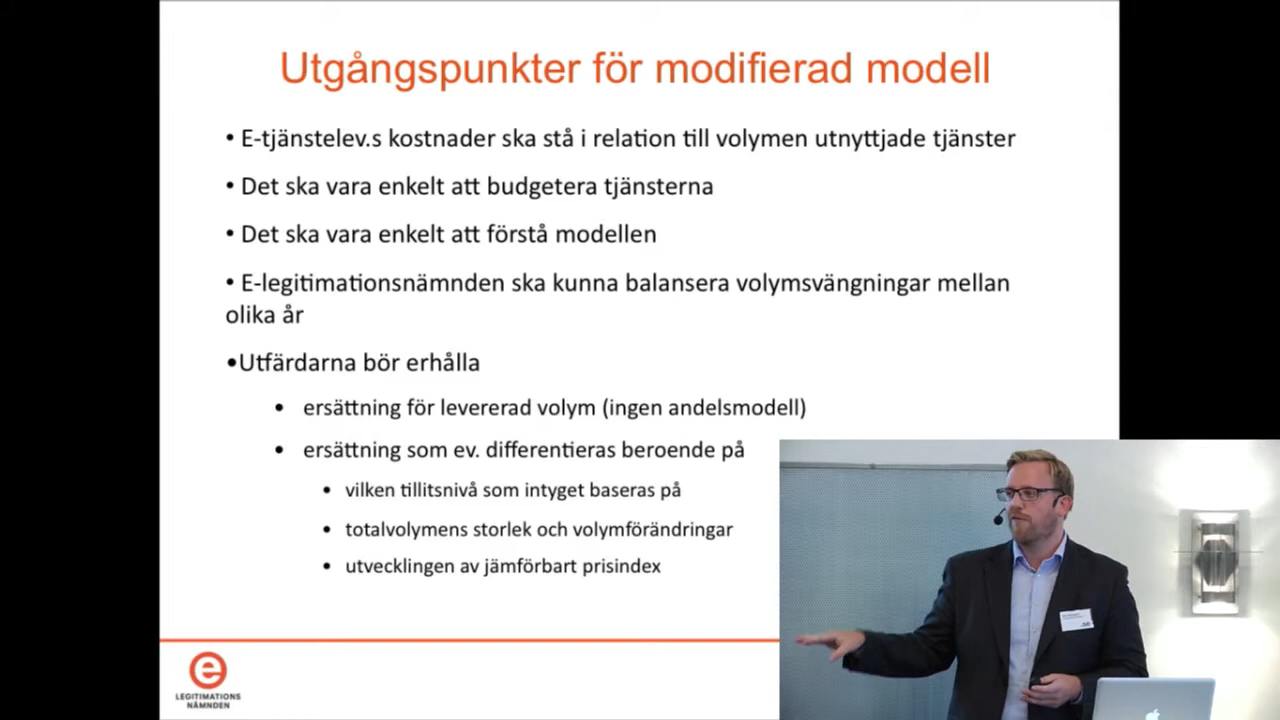 Utgångspunkter för modifierad modell
• E-tjänstelev.s kostnader ska stå i relation till volymen utnyttjade tjänster
• Det ska vara enkelt att budgetera tjänsterna
• Det ska vara enkelt att förstå modellen
• E-legitimationsnämnden ska kunna balansera volymsvängningar mellan
olika år
•Utfärdarna bör erhålla
• ersättning för levererad volym (ingen andelsmodell)
• ersättning som ev. differentieras beroende på
• vilken tillitsnivå som intyget baseras på
• totalvolymens storlek och volymförändringar
• utvecklingen av jämförbart prisindex
e
LEGITIMATIONS
NÄMNDEN